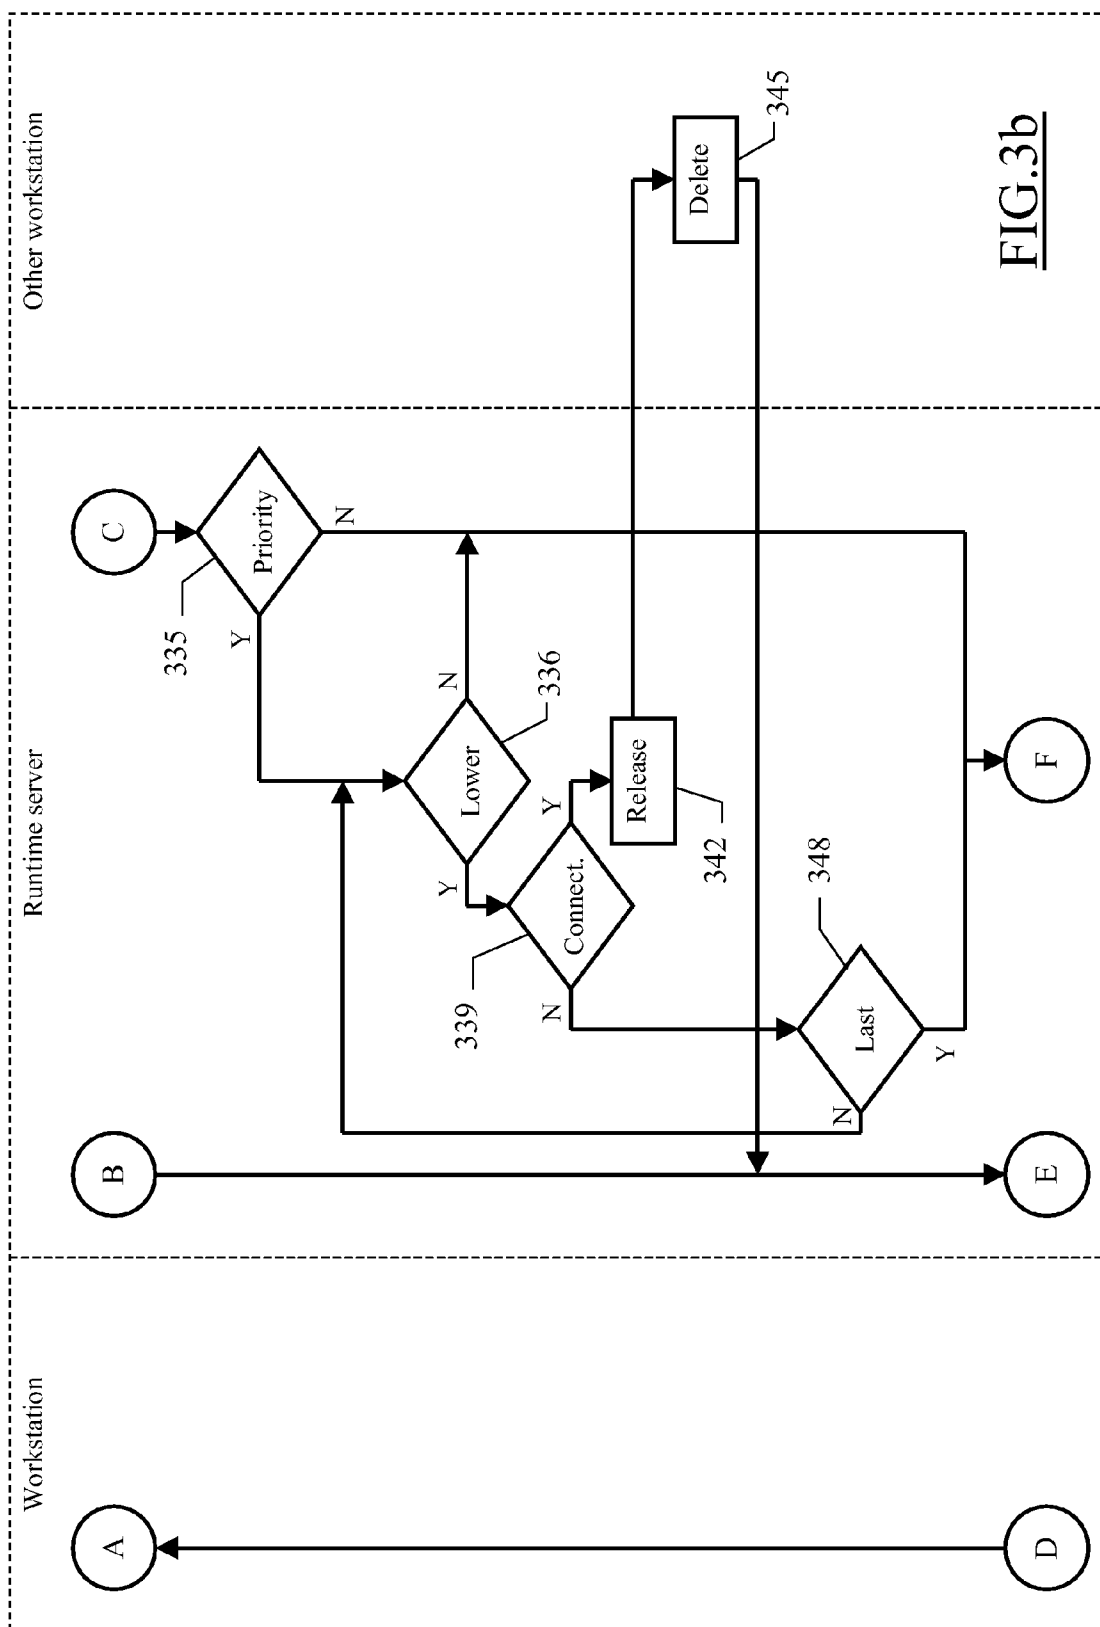 Workstation
Runtime server
Other workstation
A
B
C
335
Priority
Y
N
Lower
336
Y
N
339
Connect.
Y
N
Release
342
Delete
345
348
Last
N
Y
D
E
F
FIG.3b